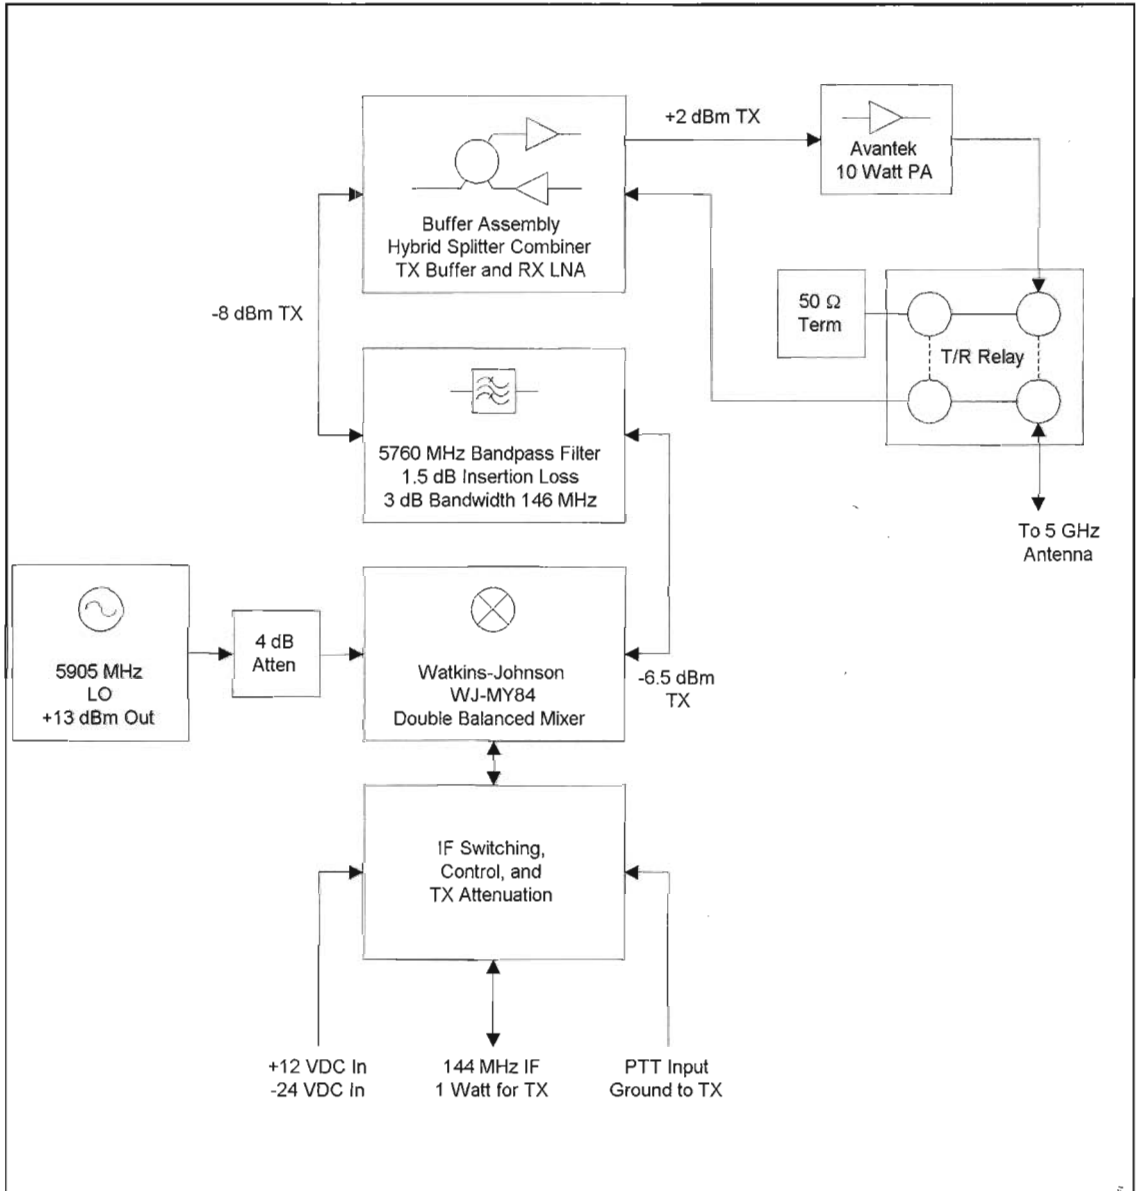 +2 dBm TX
Avantek
10 Watt PA
Buffer Assembly
Hybrid Splitter Combiner
TX Buffer and RX LNA
-8 dBm TX
50 Ω
Term
T/R Relay
5760 MHz Bandpass Filter
1.5 dB Insertion Loss
3 dB Bandwidth 146 MHz
To 5 GHz
Antenna
5905 MHz
LO
+13 dBm Out
4 dB
Atten
Watkins-Johnson
WJ-MY84
Double Balanced Mixer
-6.5 dBm
TX
IF Switching,
Control, and
TX Attenuation
+12 VDC In
-24 VDC In
144 MHz IF
1 Watt for TX
PTT Input
Ground to TX